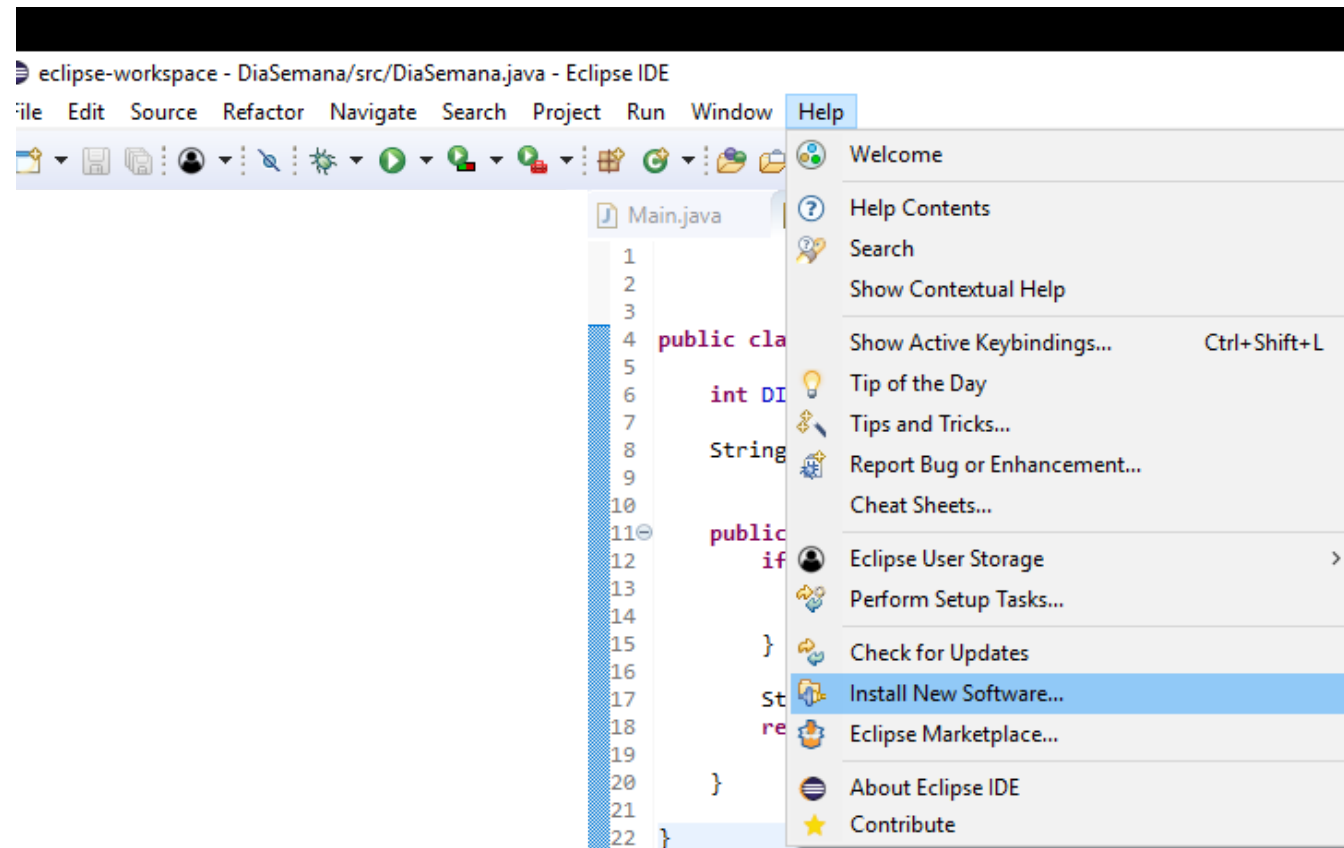 eclipse-workspace - DiaSemana/src/DiaSemana.java - Eclipse IDE
File Edit Source Refactor Navigate Search Project Run Window Help
Main.java
1
2
3
4 public cla
5
6 int DI
7
8 String
9
10
11 public
12 if
13
14
15 }
16
17 St
18 re
19
20 }
21
22 }
Welcome
Help Contents
Search
Show Contextual Help
Show Active Keybindings... Ctrl+Shift+L
Tip of the Day
Tips and Tricks...
Report Bug or Enhancement...
Cheat Sheets...
Eclipse User Storage
Perform Setup Tasks...
Check for Updates
Install New Software...
Eclipse Marketplace...
About Eclipse IDE
Contribute